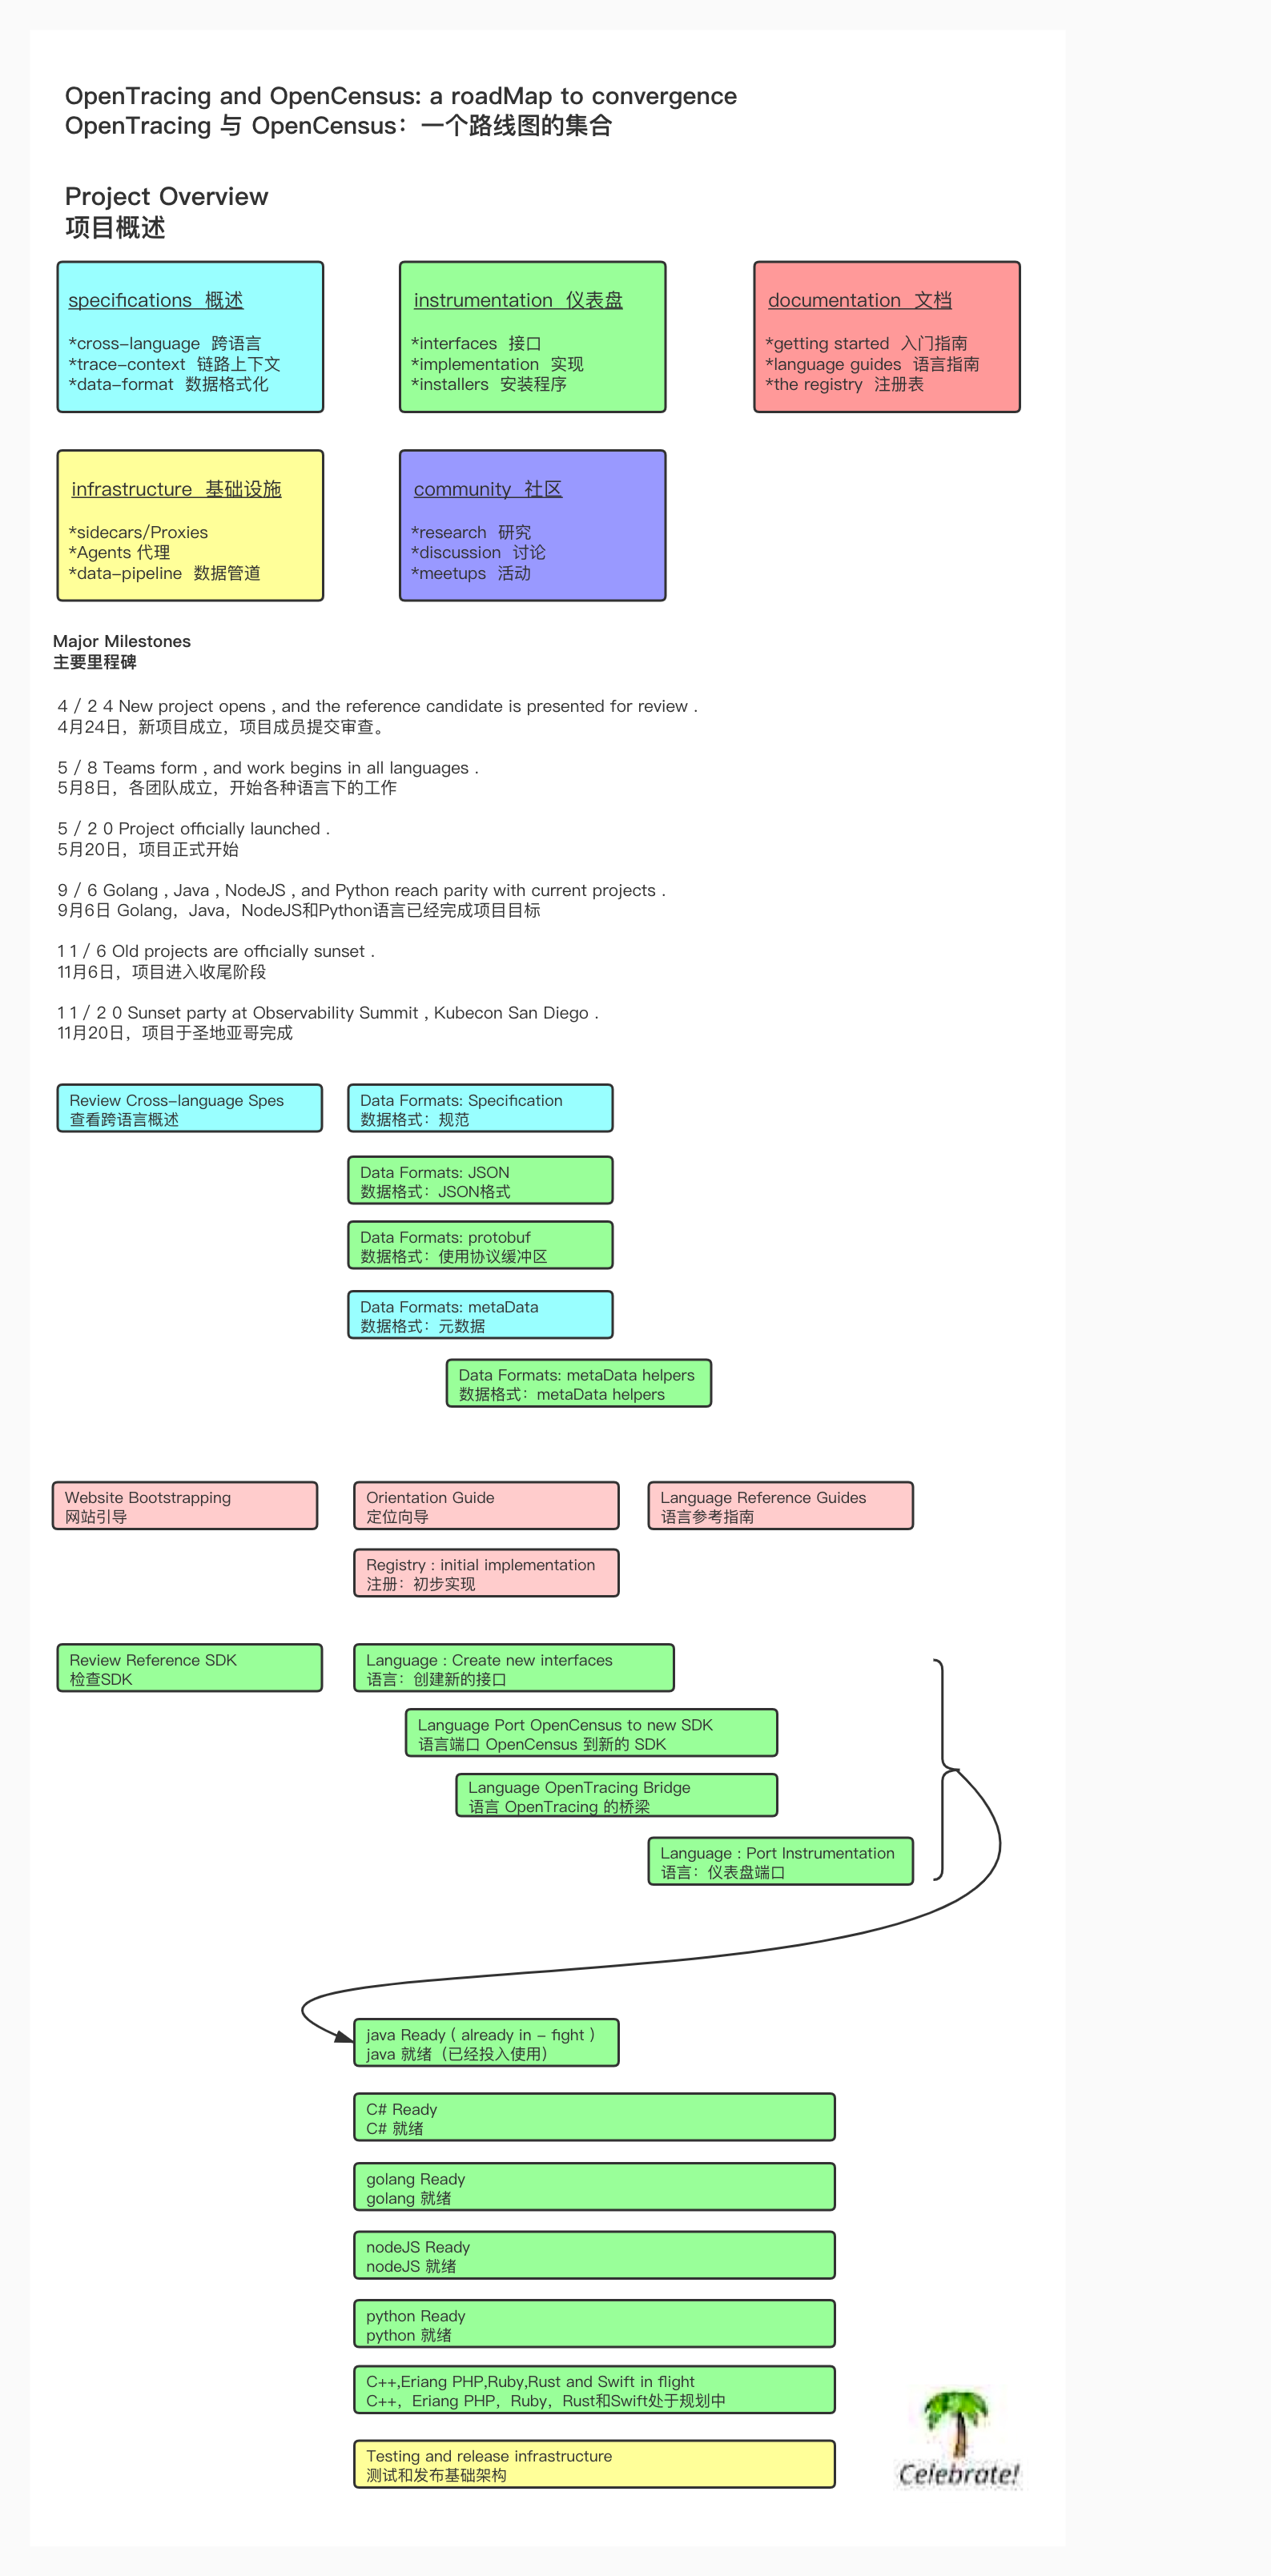 OpenTracing and OpenCensus: a roadMap to convergence
OpenTracing 与 OpenCensus：一个路线图的集合
Project Overview
项目概述
specifications 概述
*cross-language 跨语言
*trace-context 链路上下文
*data-format 数据格式化
instrumentation 仪表盘
*interfaces 接口
*implementation 实现
*installers 安装程序
documentation 文档
*getting started 入门指南
*language guides 语言指南
*the registry 注册表
infrastructure 基础设施
*sidecars/Proxies
*Agents 代理
*data-pipeline 数据管道
community 社区
*research 研究
*discussion 讨论
*meetups 活动
Major Milestones
主要里程碑
4 / 2 4 New project opens , and the reference candidate is presented for review .
4月24日，新项目成立，项目成员提交审查。
5 / 8 Teams form , and work begins in all languages .
5月8日，各团队成立，开始各种语言下的工作
5 / 2 0 Project officially launched .
5月20日，项目正式开始
9 / 6 Golang , Java , NodeJS , and Python reach parity with current projects .
9月6日 Golang，Java，NodeJS和Python语言已经完成项目目标
1 1 / 6 Old projects are officially sunset .
11月6日，项目进入收尾阶段
1 1 / 2 0 Sunset party at Observability Summit , Kubecon San Diego .
11月20日，项目于圣地亚哥完成
Review Cross-language Spes
查看跨语言概述
Data Formats: Specification
数据格式：规范
Data Formats: JSON
数据格式：JSON格式
Data Formats: protobuf
数据格式：使用协议缓冲区
Data Formats: metaData
数据格式：元数据
Data Formats: metaData helpers
数据格式：metaData helpers
Website Bootstrapping
网站引导
Orientation Guide
定位向导
Language Reference Guides
语言参考指南
Registry : initial implementation
注册：初步实现
Review Reference SDK
检查SDK
Language : Create new interfaces
语言：创建新的接口
Language Port OpenCensus to new SDK
语言端口 OpenCensus 到新的 SDK
Language OpenTracing Bridge
语言 OpenTracing 的桥梁
Language : Port Instrumentation
语言：仪表盘端口
java Ready ( already in - fight )
java 就绪（已经投入使用）
C# Ready
C# 就绪
golang Ready
golang 就绪
nodeJS Ready
nodeJS 就绪
python Ready
python 就绪
C++,Eriang PHP,Ruby,Rust and Swift in flight
C++，Eriang PHP，Ruby，Rust和Swift处于规划中
Testing and release infrastructure
测试和发布基础架构
Celebrate!